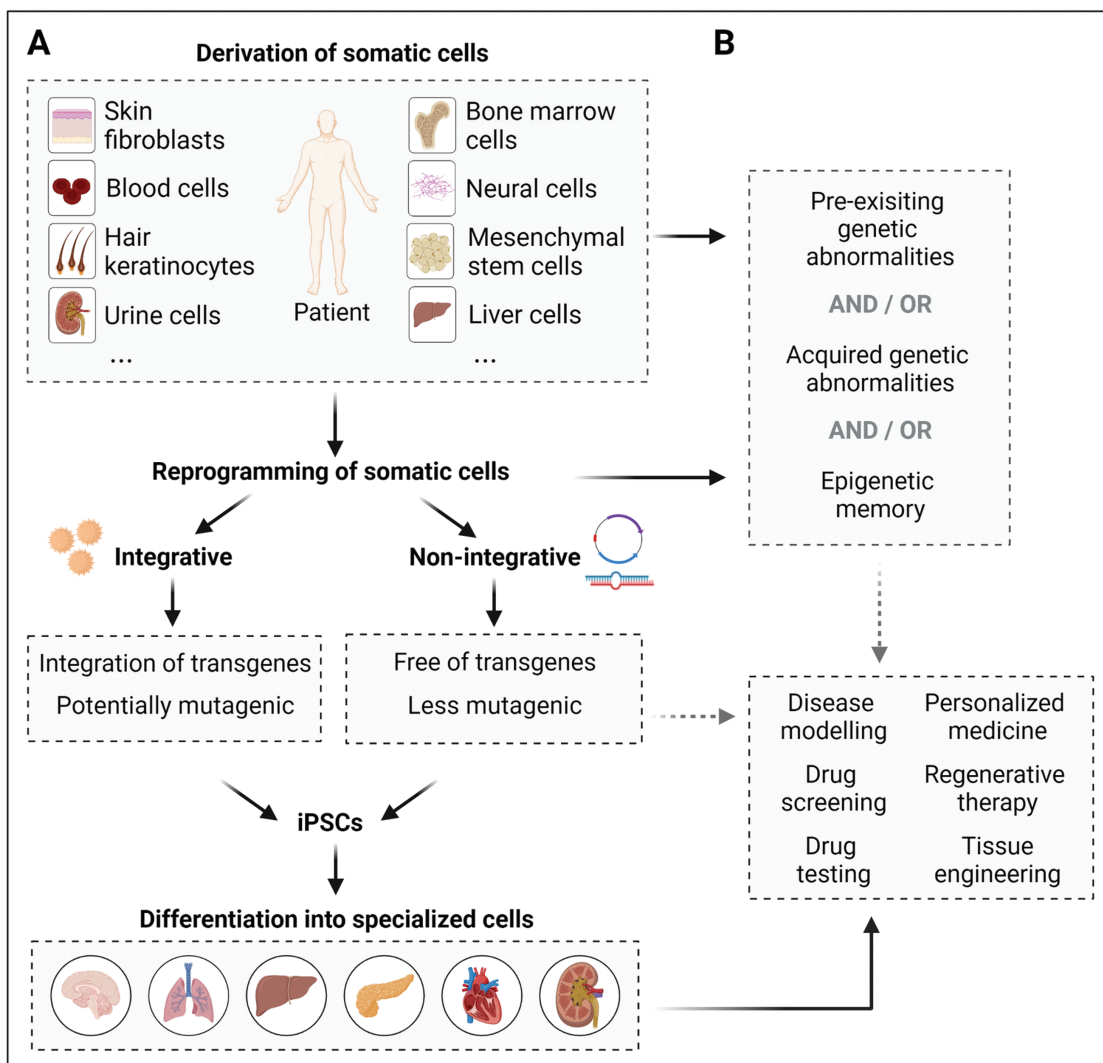 A
Derivation of somatic cells
Skin
fibroblasts
Blood cells
Hair
keratinocytes
Urine cells
...
Patient
Bone marrow
cells
Neural cells
Mesenchymal
stem cells
Liver cells
...
Reprogramming of somatic cells
Integrative
Non-integrative
Integration of transgenes
Potentially mutagenic
Free of transgenes
Less mutagenic
iPSCs
Differentiation into specialized cells
B
Pre-exisiting
genetic
abnormalities
AND / OR
Acquired genetic
abnormalities
AND / OR
Epigenetic
memory
Disease
modelling
Personalized
medicine
Drug
screening
Regenerative
therapy
Drug
testing
Tissue
engineering